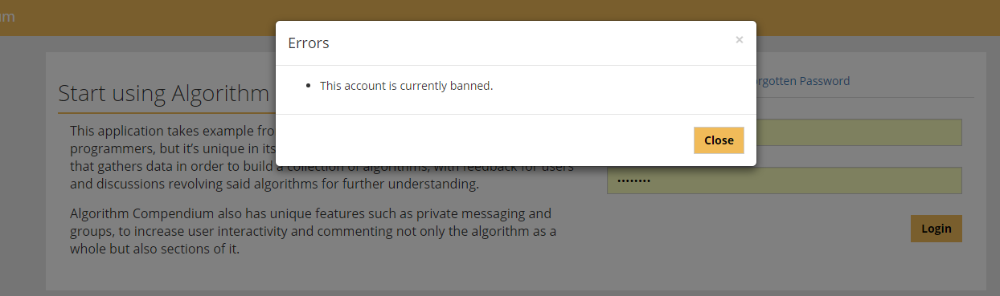 um
Errors
×
• This account is currently banned.
Close
Start using Algorithm
This application takes example fro
programmers, but it's unique in its
that gathers data in order to build a collection of algorithms, with feedback for users
and discussions revolving said algorithms for further understanding.
Algorithm Compendium also has unique features such as private messaging and
groups, to increase user interactivity and commenting not only the algorithm as a
whole but also sections of it.
rgotten Password
••••••••
Login